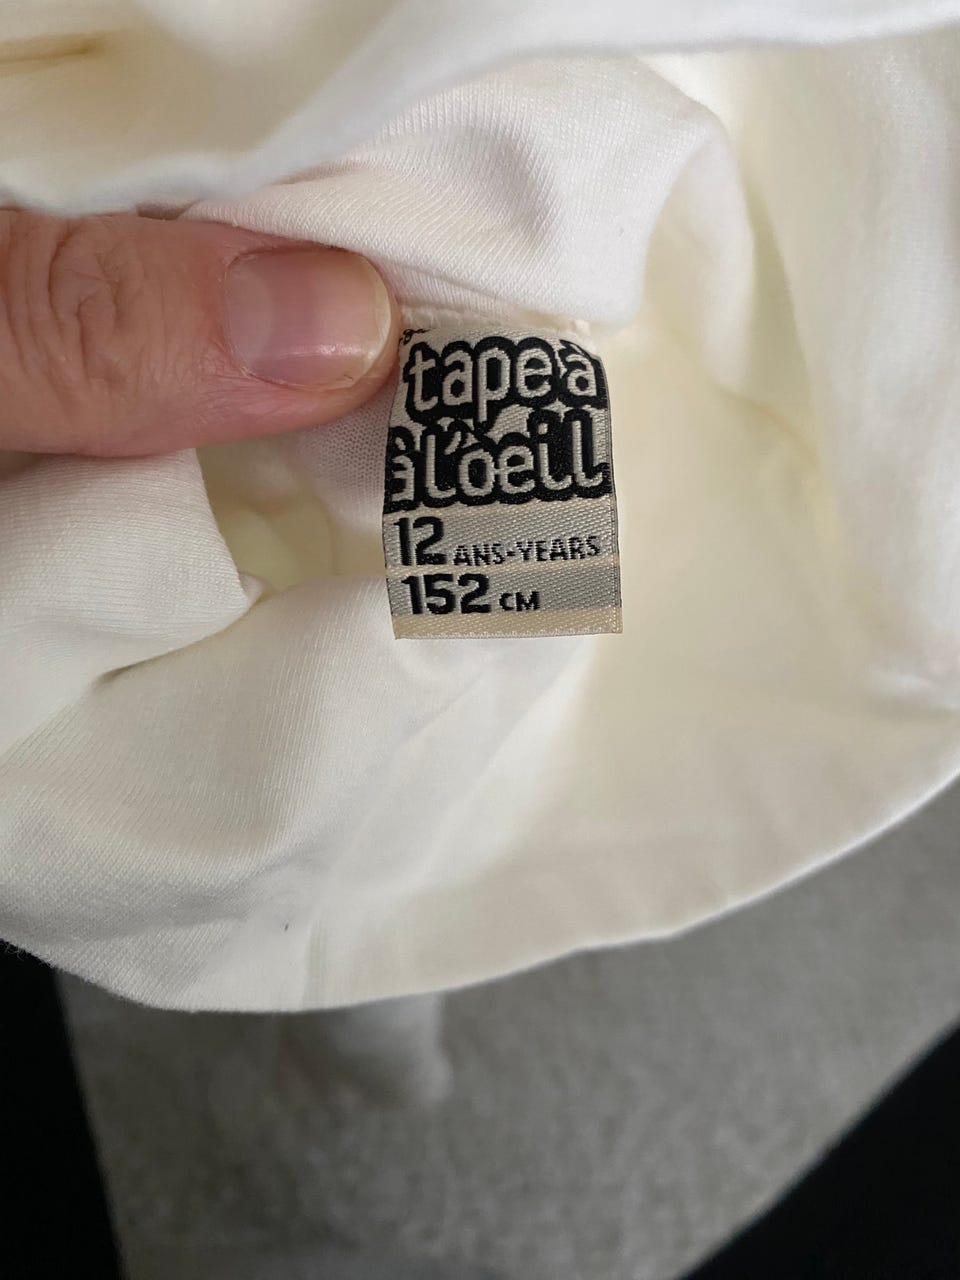 tape à
à l'oeil
12 ANS-YEARS
152 CM